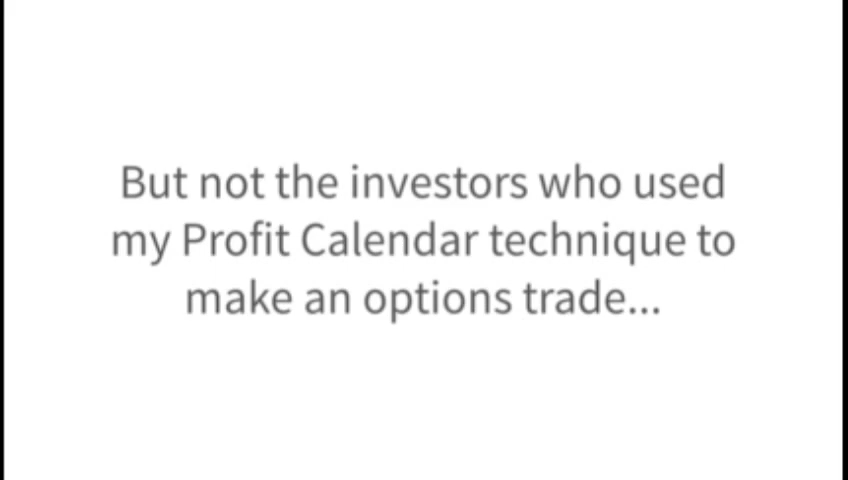 But not the investors who used
my Profit Calendar technique to
make an options trade...